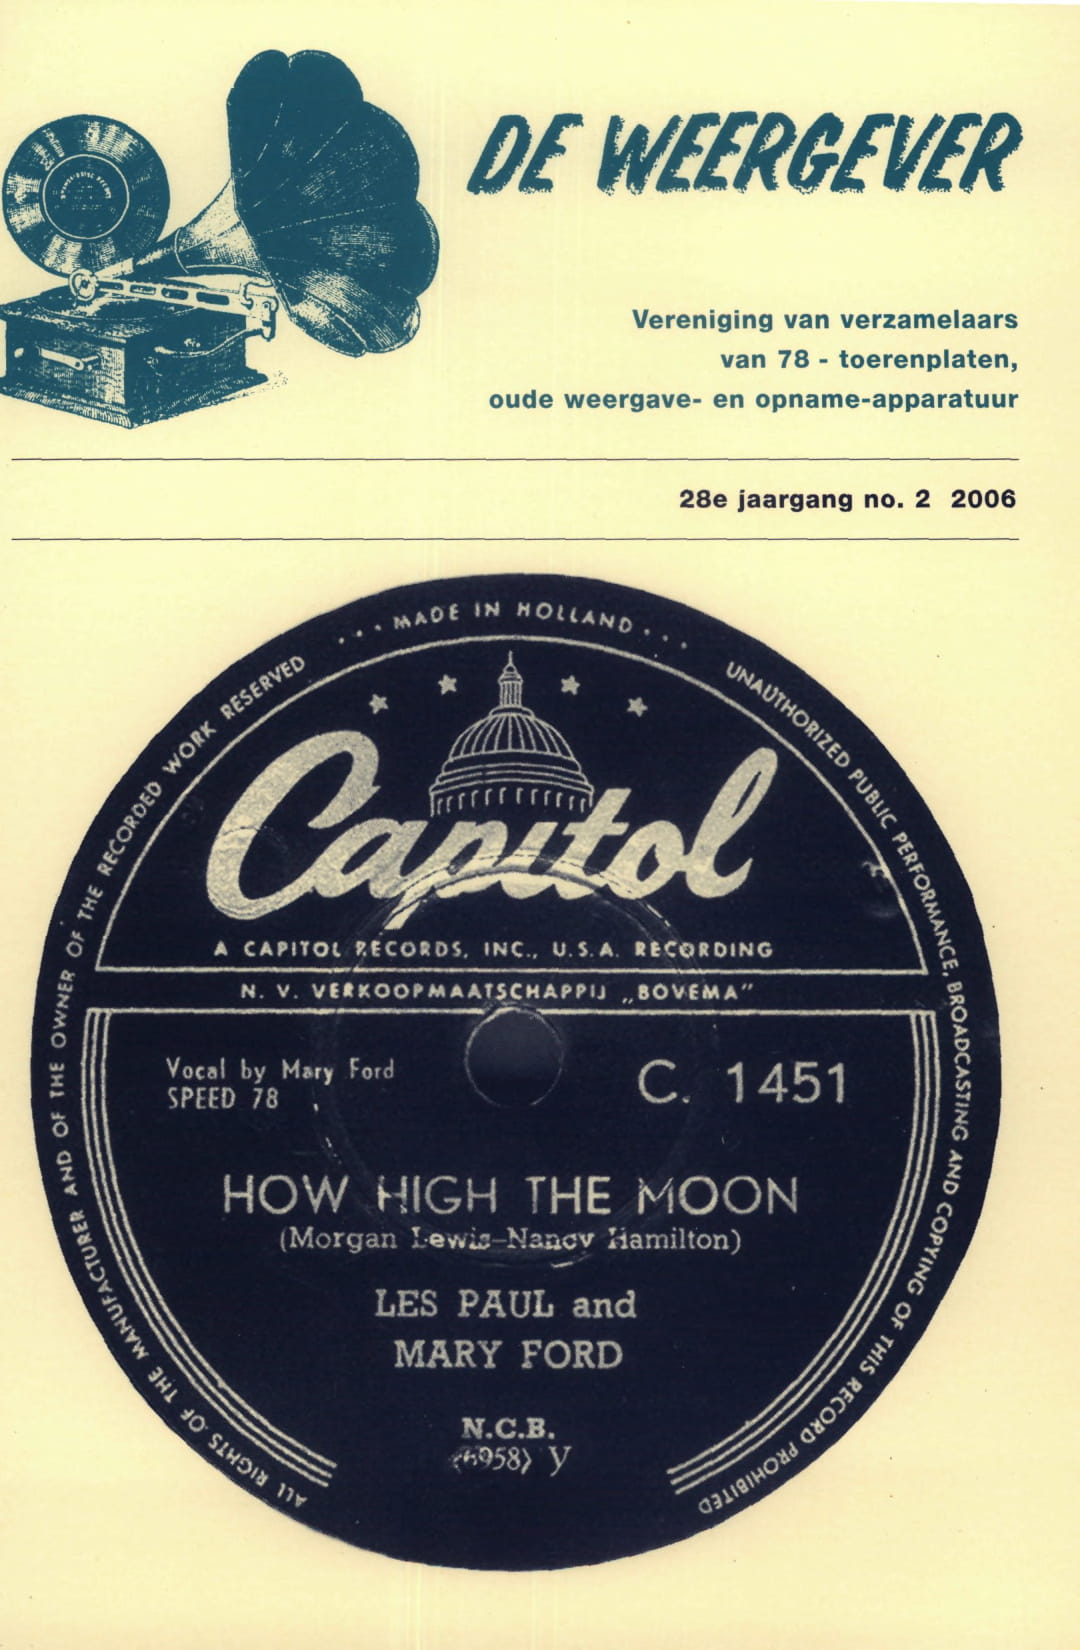 DE WEERGEVER
Vereniging van verzamelaars
van 78 - toerenplaten,
oude weergave- en opname-apparatuur
28e jaargang no. 2 2006
ALL RIGHTS OF THE MANUFACTURER AND OF THE OWNER OF THE RECORDED WORK RESERVED
... MADE IN HOLLAND ...
UNAUTHORIZED PUBLIC PERFORMANCE, BROADCASTING AND COPYING OF THIS RECORD PROHIBITED
Capitol
A CAPITOL RECORDS, INC., U.S.A. RECORDING
N. V. VERKOOPMAATSCHAPPIJ „BOVEMA”
Vocal by Mary Ford
SPEED 78
C. 1451
HOW HIGH THE MOON
(Morgan Lewis-Nancy Hamilton)
LES PAUL and
MARY FORD
N.C.B.
Y